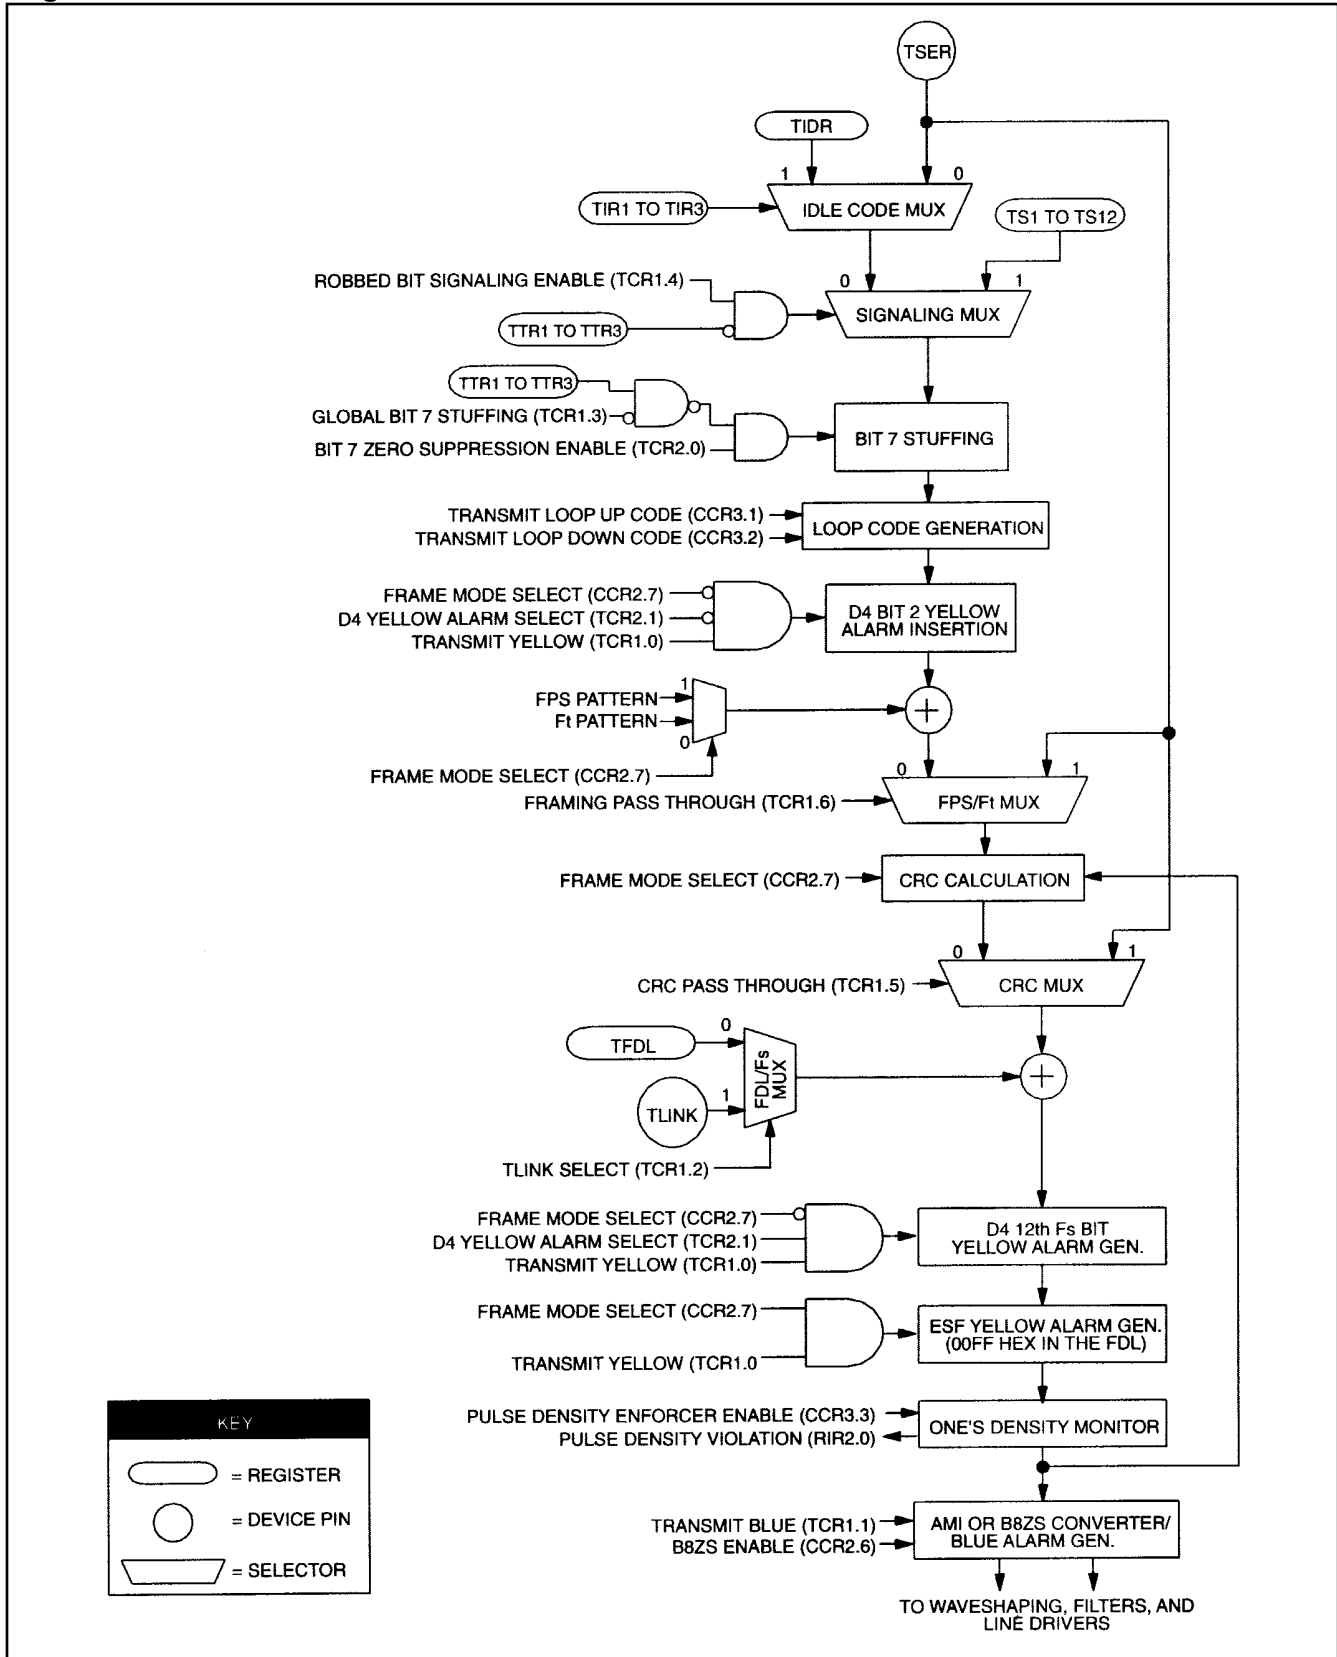 TSER
TIDR
1
0
TIR1 TO TIR3
IDLE CODE MUX
TS1 TO TS12
ROBBED BIT SIGNALING ENABLE (TCR1.4)
0
1
SIGNALING MUX
TTR1 TO TTR3
TTR1 TO TTR3
GLOBAL BIT 7 STUFFING (TCR1.3)
BIT 7 STUFFING
BIT 7 ZERO SUPPRESSION ENABLE (TCR2.0)
TRANSMIT LOOP UP CODE (CCR3.1)
LOOP CODE GENERATION
TRANSMIT LOOP DOWN CODE (CCR3.2)
FRAME MODE SELECT (CCR2.7)
D4 YELLOW ALARM SELECT (TCR2.1)
TRANSMIT YELLOW (TCR1.0)
D4 BIT 2 YELLOW
ALARM INSERTION
1
FPS PATTERN
Ft PATTERN
0
+
FRAME MODE SELECT (CCR2.7)
0
1
FRAMING PASS THROUGH (TCR1.6)
FPS/Ft MUX
FRAME MODE SELECT (CCR2.7)
CRC CALCULATION
0
1
CRC PASS THROUGH (TCR1.5)
CRC MUX
0
TFDL
FDL/Fs
MUX
+
1
TLINK
TLINK SELECT (TCR1.2)
FRAME MODE SELECT (CCR2.7)
D4 YELLOW ALARM SELECT (TCR2.1)
TRANSMIT YELLOW (TCR1.0)
D4 12th Fs BIT
YELLOW ALARM GEN.
FRAME MODE SELECT (CCR2.7)
TRANSMIT YELLOW (TCR1.0
ESF YELLOW ALARM GEN.
(00FF HEX IN THE FDL)
PULSE DENSITY ENFORCER ENABLE (CCR3.3)
PULSE DENSITY VIOLATION (RIR2.0)
ONE'S DENSITY MONITOR
TRANSMIT BLUE (TCR1.1)
B8ZS ENABLE (CCR2.6)
AMI OR B8ZS CONVERTER/
BLUE ALARM GEN.
TO WAVESHAPING, FILTERS, AND
LINE DRIVERS
KEY
= REGISTER
= DEVICE PIN
= SELECTOR